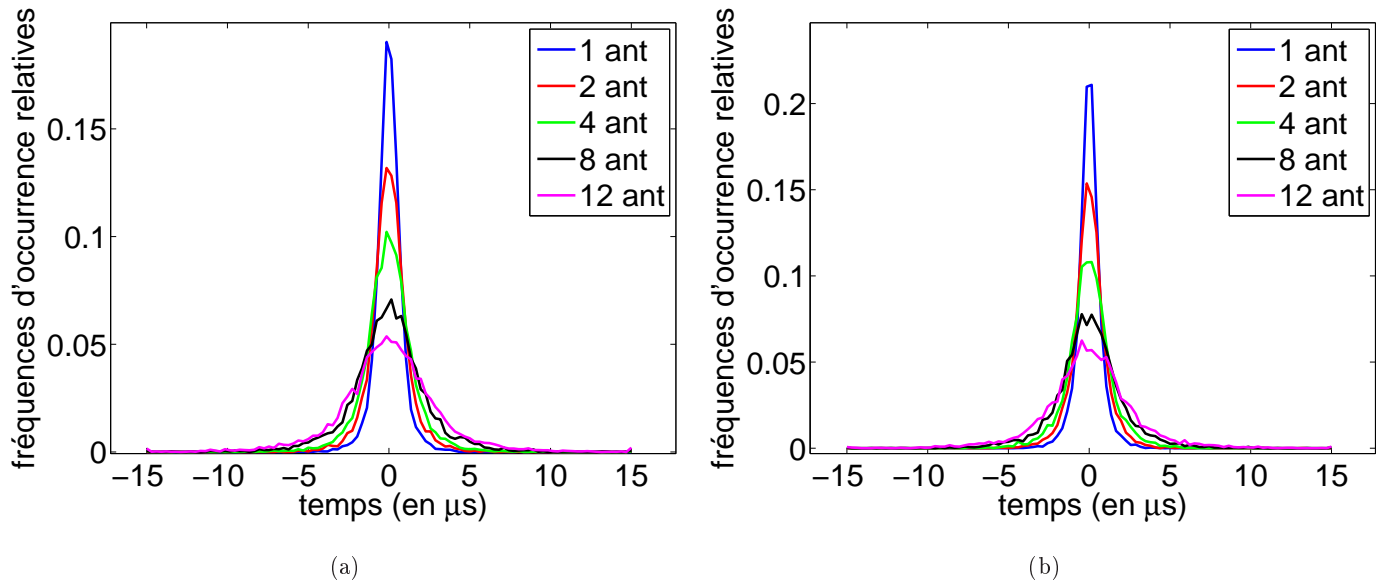 fréquences d'occurrence relatives
0.15
0.1
0.05
0
−15 −10 −5 0 5 10 15
temps (en μs)
1 ant
2 ant
4 ant
8 ant
12 ant
(a)
fréquences d'occurrence relatives
0.2
0.15
0.1
0.05
0
−15 −10 −5 0 5 10 15
temps (en μs)
1 ant
2 ant
4 ant
8 ant
12 ant
(b)